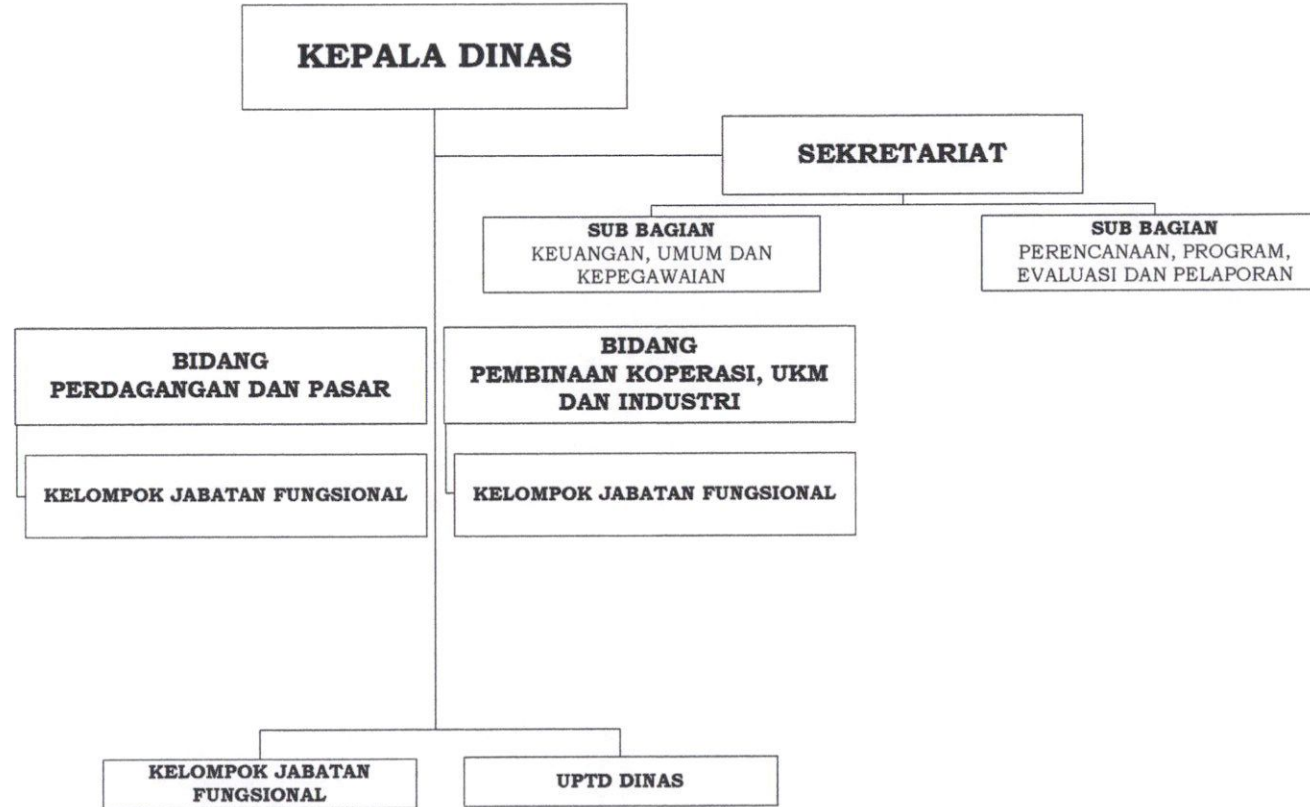 KEPALA DINAS
SEKRETARIAT
SUB BAGIAN
KEUANGAN, UMUM DAN
KEPEGAWAIAN
SUB BAGIAN
PERENCANAAN, PROGRAM,
EVALUASI DAN PELAPORAN
BIDANG
PERDAGANGAN DAN PASAR
BIDANG
PEMBINAAN KOPERASI, UKM
DAN INDUSTRI
KELOMPOK JABATAN FUNGSIONAL
KELOMPOK JABATAN FUNGSIONAL
KELOMPOK JABATAN
FUNGSIONAL
UPTD DINAS